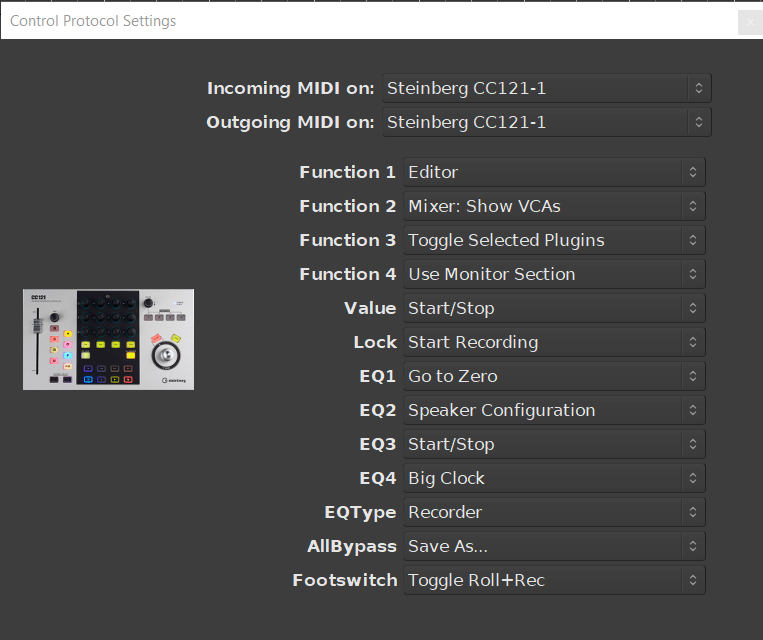 Control Protocol Settings
Incoming MIDI on: Steinberg CC121-1
Outgoing MIDI on: Steinberg CC121-1
Function 1 Editor
Function 2 Mixer: Show VCAs
Function 3 Toggle Selected Plugins
Function 4 Use Monitor Section
Value Start/Stop
Lock Start Recording
EQ1 Go to Zero
EQ2 Speaker Configuration
EQ3 Start/Stop
EQ4 Big Clock
EQType Recorder
AllBypass Save As...
Footswitch Toggle Roll+Rec
CC121
steinberg